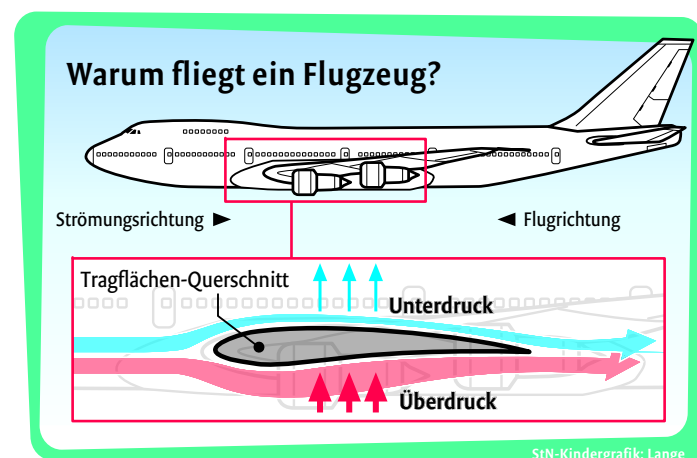 Warum fliegt ein Flugzeug?
Strömungsrichtung ►
◄ Flugrichtung
Tragflächen-Querschnitt
Unterdruck
Überdruck
StN-Kindergrafik: Lange